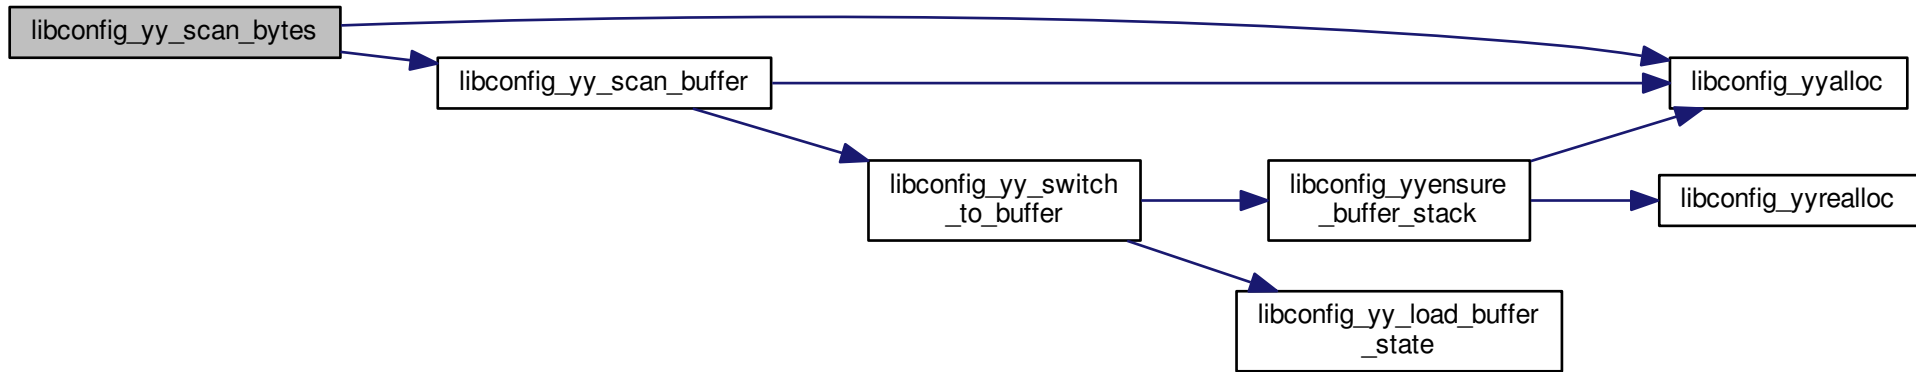 libconfig_yy_scan_bytes
libconfig_yy_scan_buffer
libconfig_yyalloc
libconfig_yy_switch
_to_buffer
libconfig_yyensure
_buffer_stack
libconfig_yyrealloc
libconfig_yy_load_buffer
_state